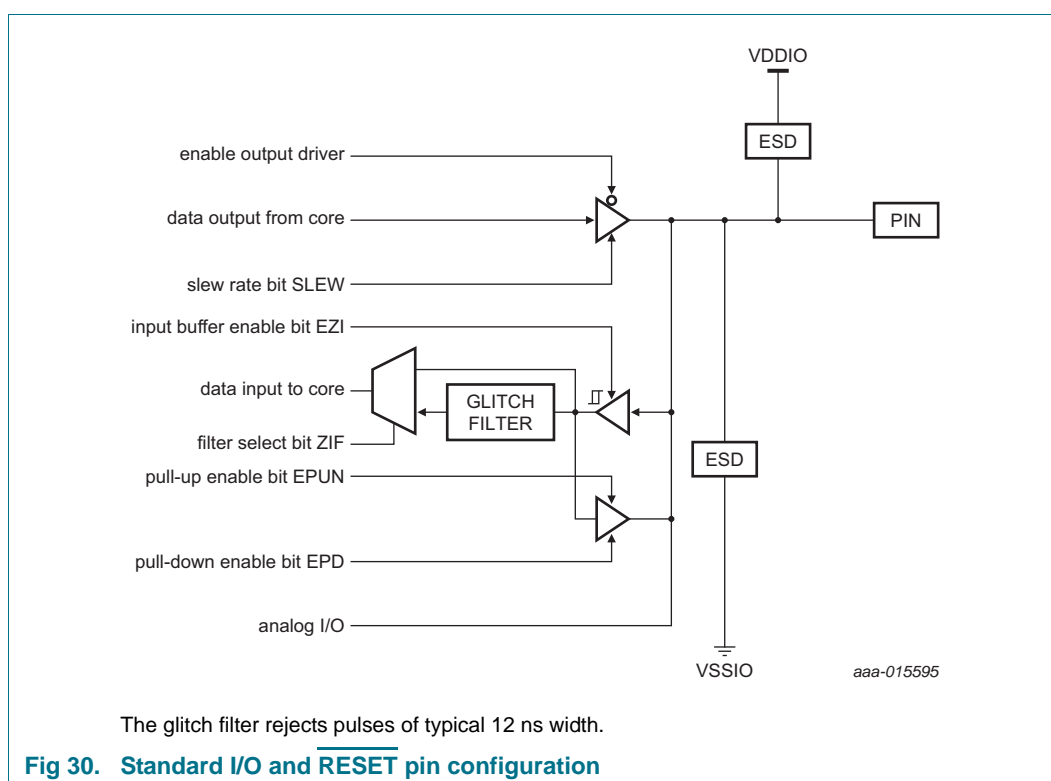 VDDIO
ESD
enable output driver
data output from core
PIN
slew rate bit SLEW
input buffer enable bit EZI
data input to core
GLITCH
FILTER
filter select bit ZIF
ESD
pull-up enable bit EPUN
pull-down enable bit EPD
analog I/O
VSSIO
aaa-015595
The glitch filter rejects pulses of typical 12 ns width.
Fig 30. Standard I/O and RESET pin configuration